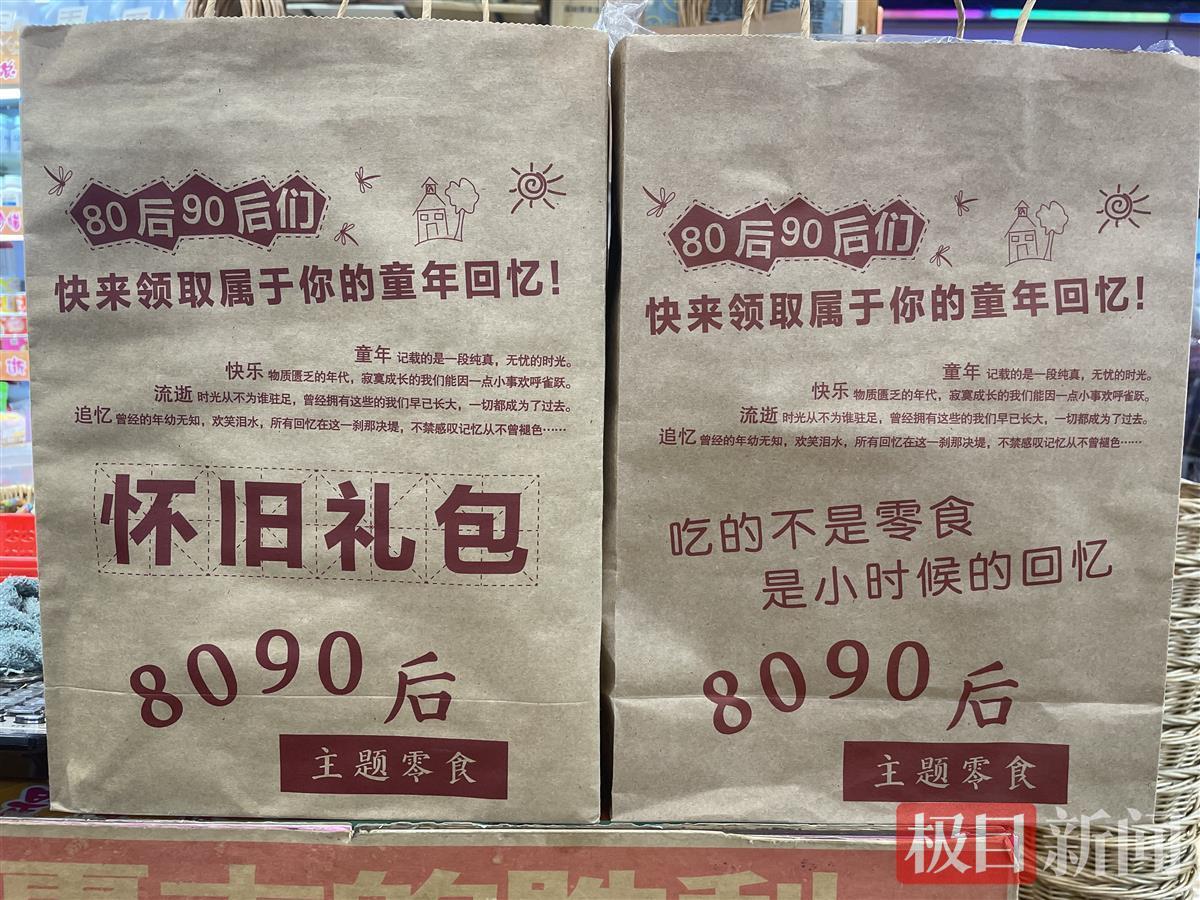 80后90后们
快来领取属于你的童年回忆!
童年 记载的是一段纯真，无忧的时光。
快乐 物质匮乏的年代，寂寞成长的我们能因一点小事欢呼雀跃。
流逝 时光从不为谁驻足，曾经拥有这些的我们早已长大，一切都成为了过去。
追忆 曾经的年幼无知，欢笑泪水，所有回忆在这一刹那决堤，不禁感叹记忆从不曾褪色……
怀旧礼包
8090后
主题零食
80后90后们
快来领取属于你的童年回忆!
童年 记载的是一段纯真，无忧的时光。
快乐 物质匮乏的年代，寂寞成长的我们能因一点小事欢呼雀跃。
流逝 时光从不为谁驻足，曾经拥有这些的我们早已长大，一切都成为了过去。
追忆 曾经的年幼无知，欢笑泪水，所有回忆在这一刹那决堤，不禁感叹记忆从不曾褪色……
吃的不是零食
是小时候的回忆
8090后
主题零食
极目新闻